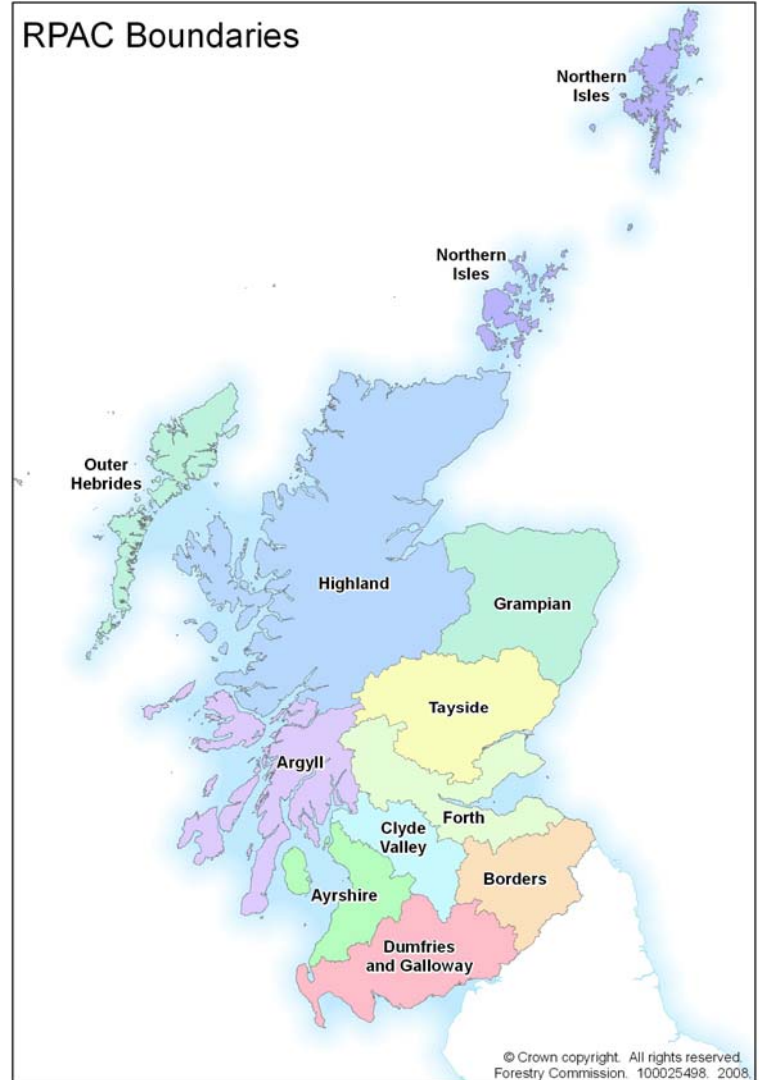 RPAC Boundaries
Northern
Isles
Northern
Isles
Outer
Hebrides
Highland
Grampian
Tayside
Argyll
Forth
Clyde
Valley
Borders
Ayrshire
Dumfries
and Galloway
© Crown copyright. All rights reserved.
Forestry Commission. 100025498. 2008.